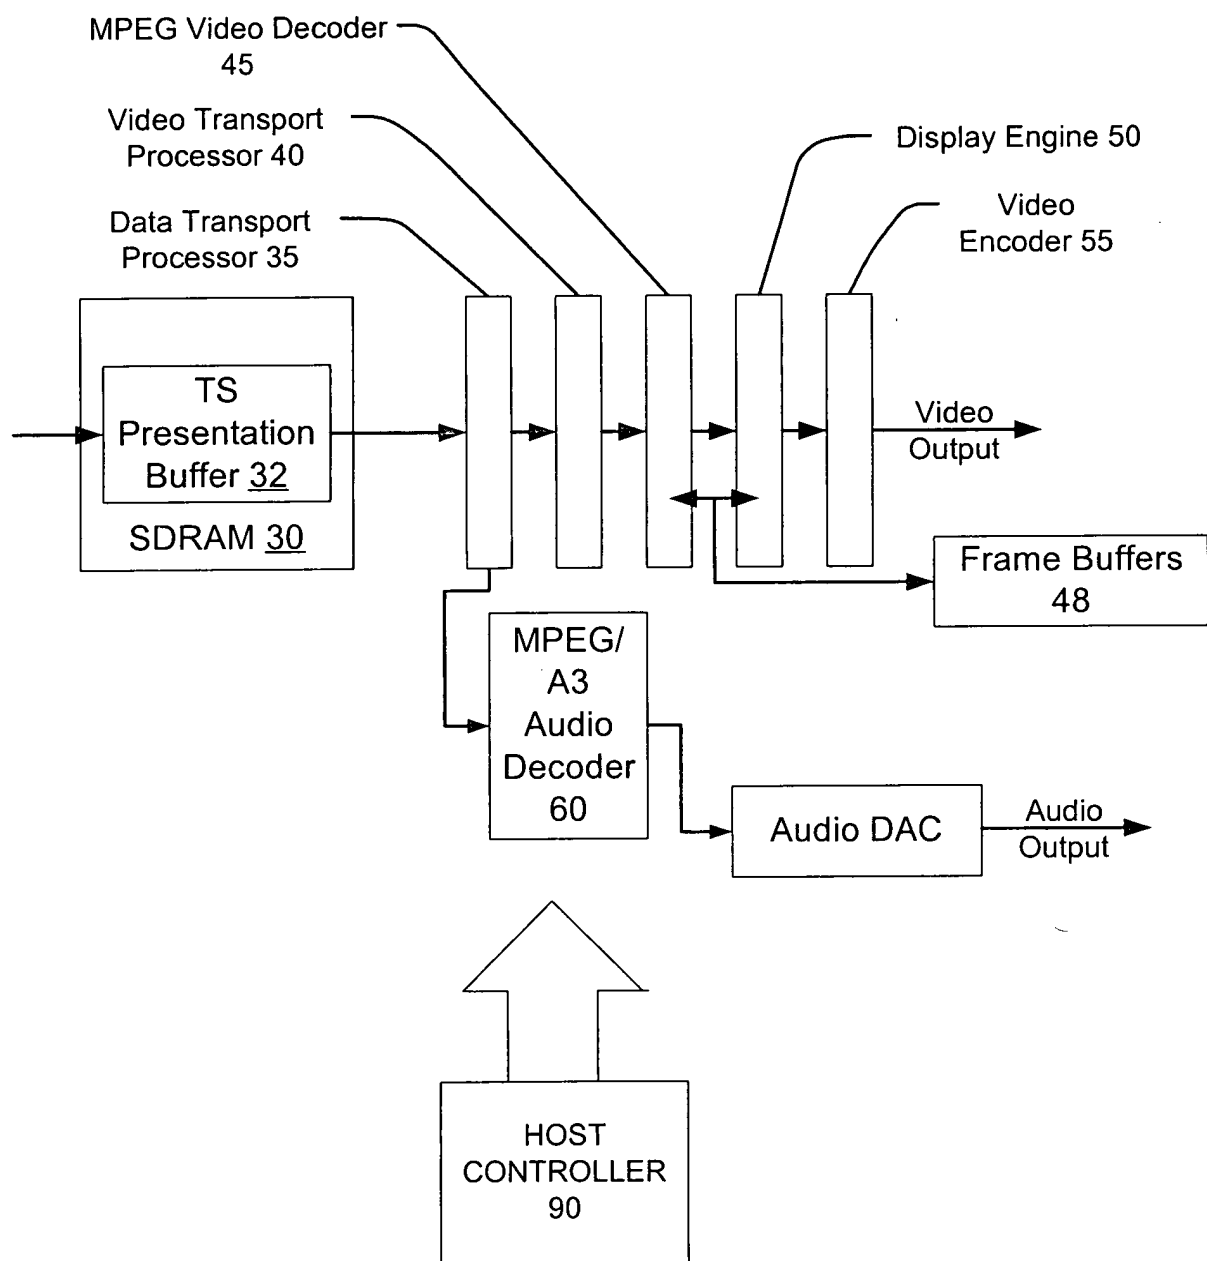 MPEG Video Decoder
45
Video Transport
Processor 40
Data Transport
Processor 35
Display Engine 50
Video
Encoder 55
TS
Presentation
Buffer 32
SDRAM 30
Video
Output
Frame Buffers
48
MPEG/
A3
Audio
Decoder
60
Audio DAC
Audio
Output
HOST
CONTROLLER
90